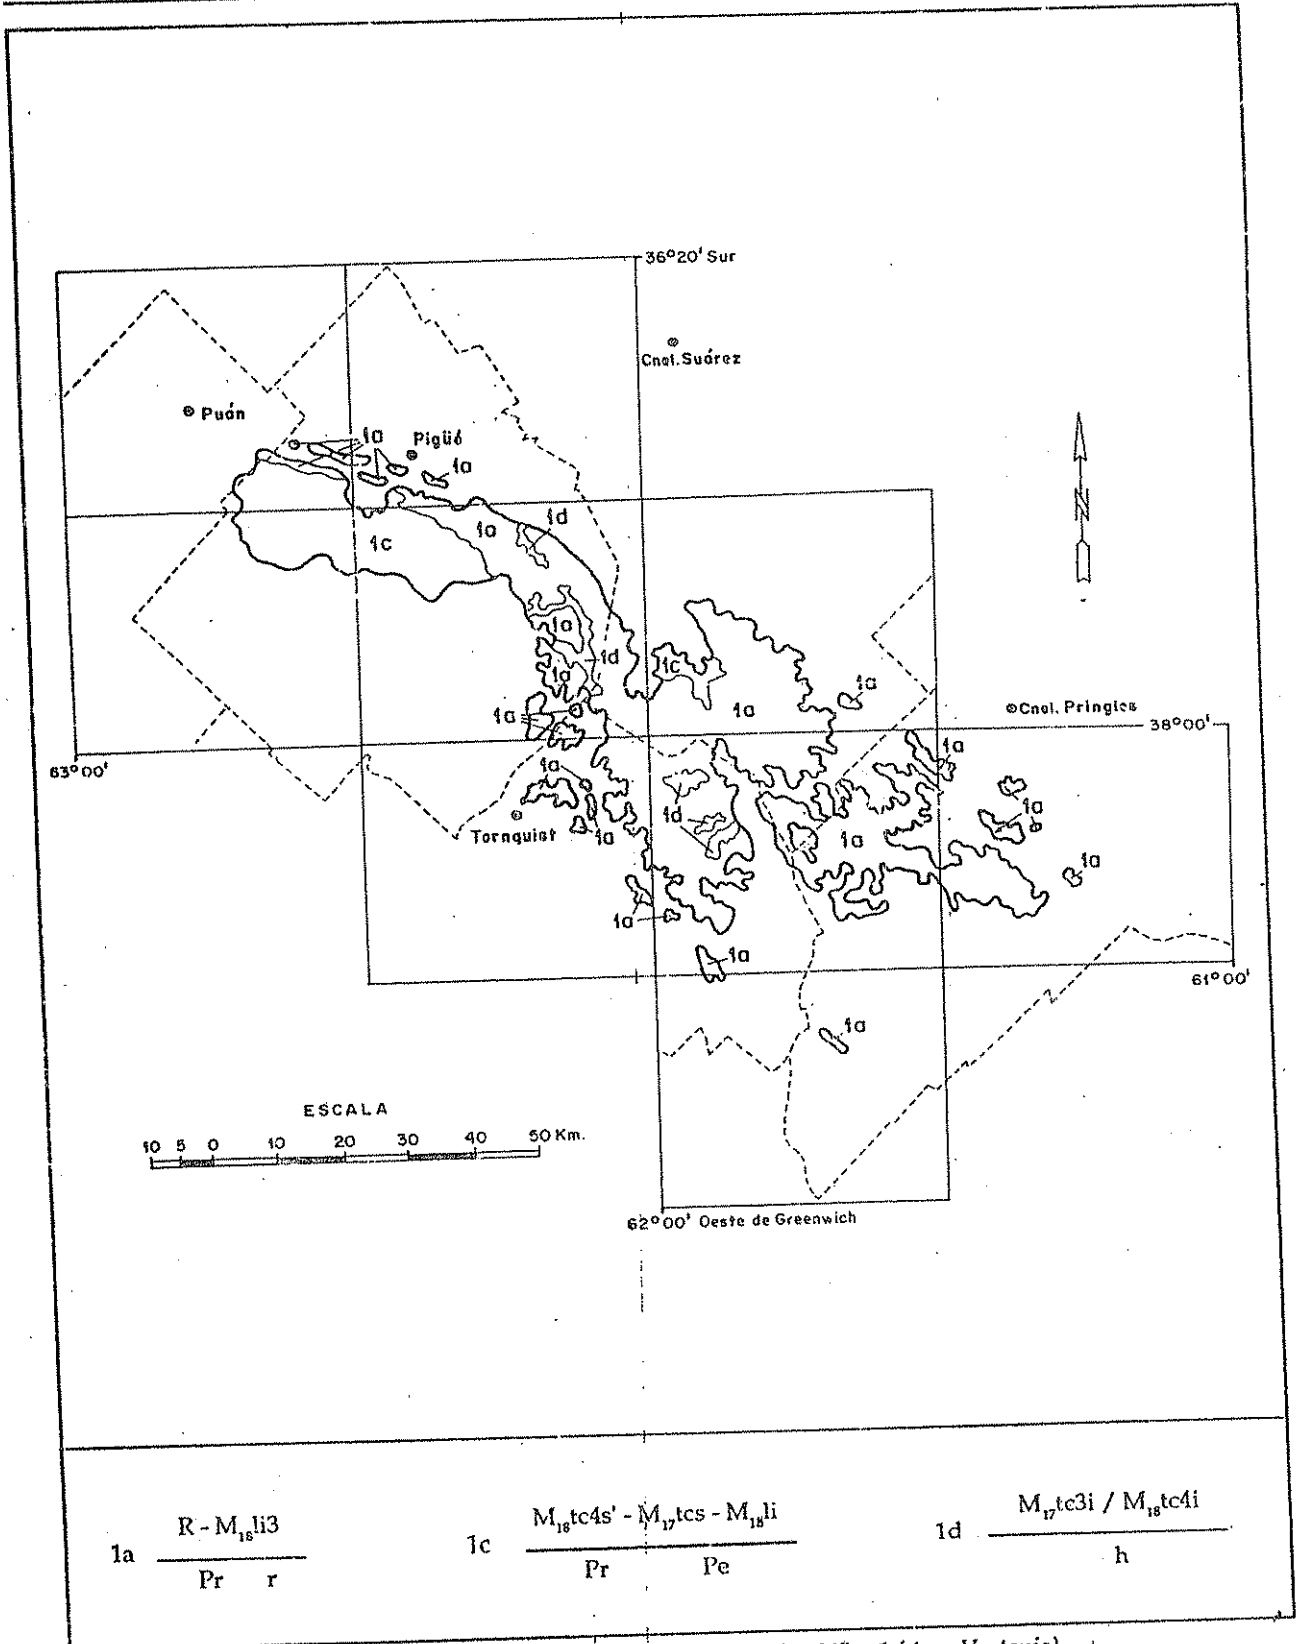 36°20' Sur
Cnel. Suárez
Puán
1a
Pigüé
1a
1a
1d
1c
1a
1d
1c
1a
1a
1a
1a
1a
Cnel. Pringles
38°00'
63°00'
1a
1a
1d
1a
1a
Tornquist
1a
1a
1a
1a
61°00'
1a
N
ESCALA
10 5 0 10 20 30 40 50 Km.
62°00' Oeste de Greenwich
1a R - M₁₈li3
Pr r
1c M₁₈tc4s' - M₁₇tcs - M₁₈li
Pr Pe
1d M₁₇tc3i / M₁₈tc4i
h